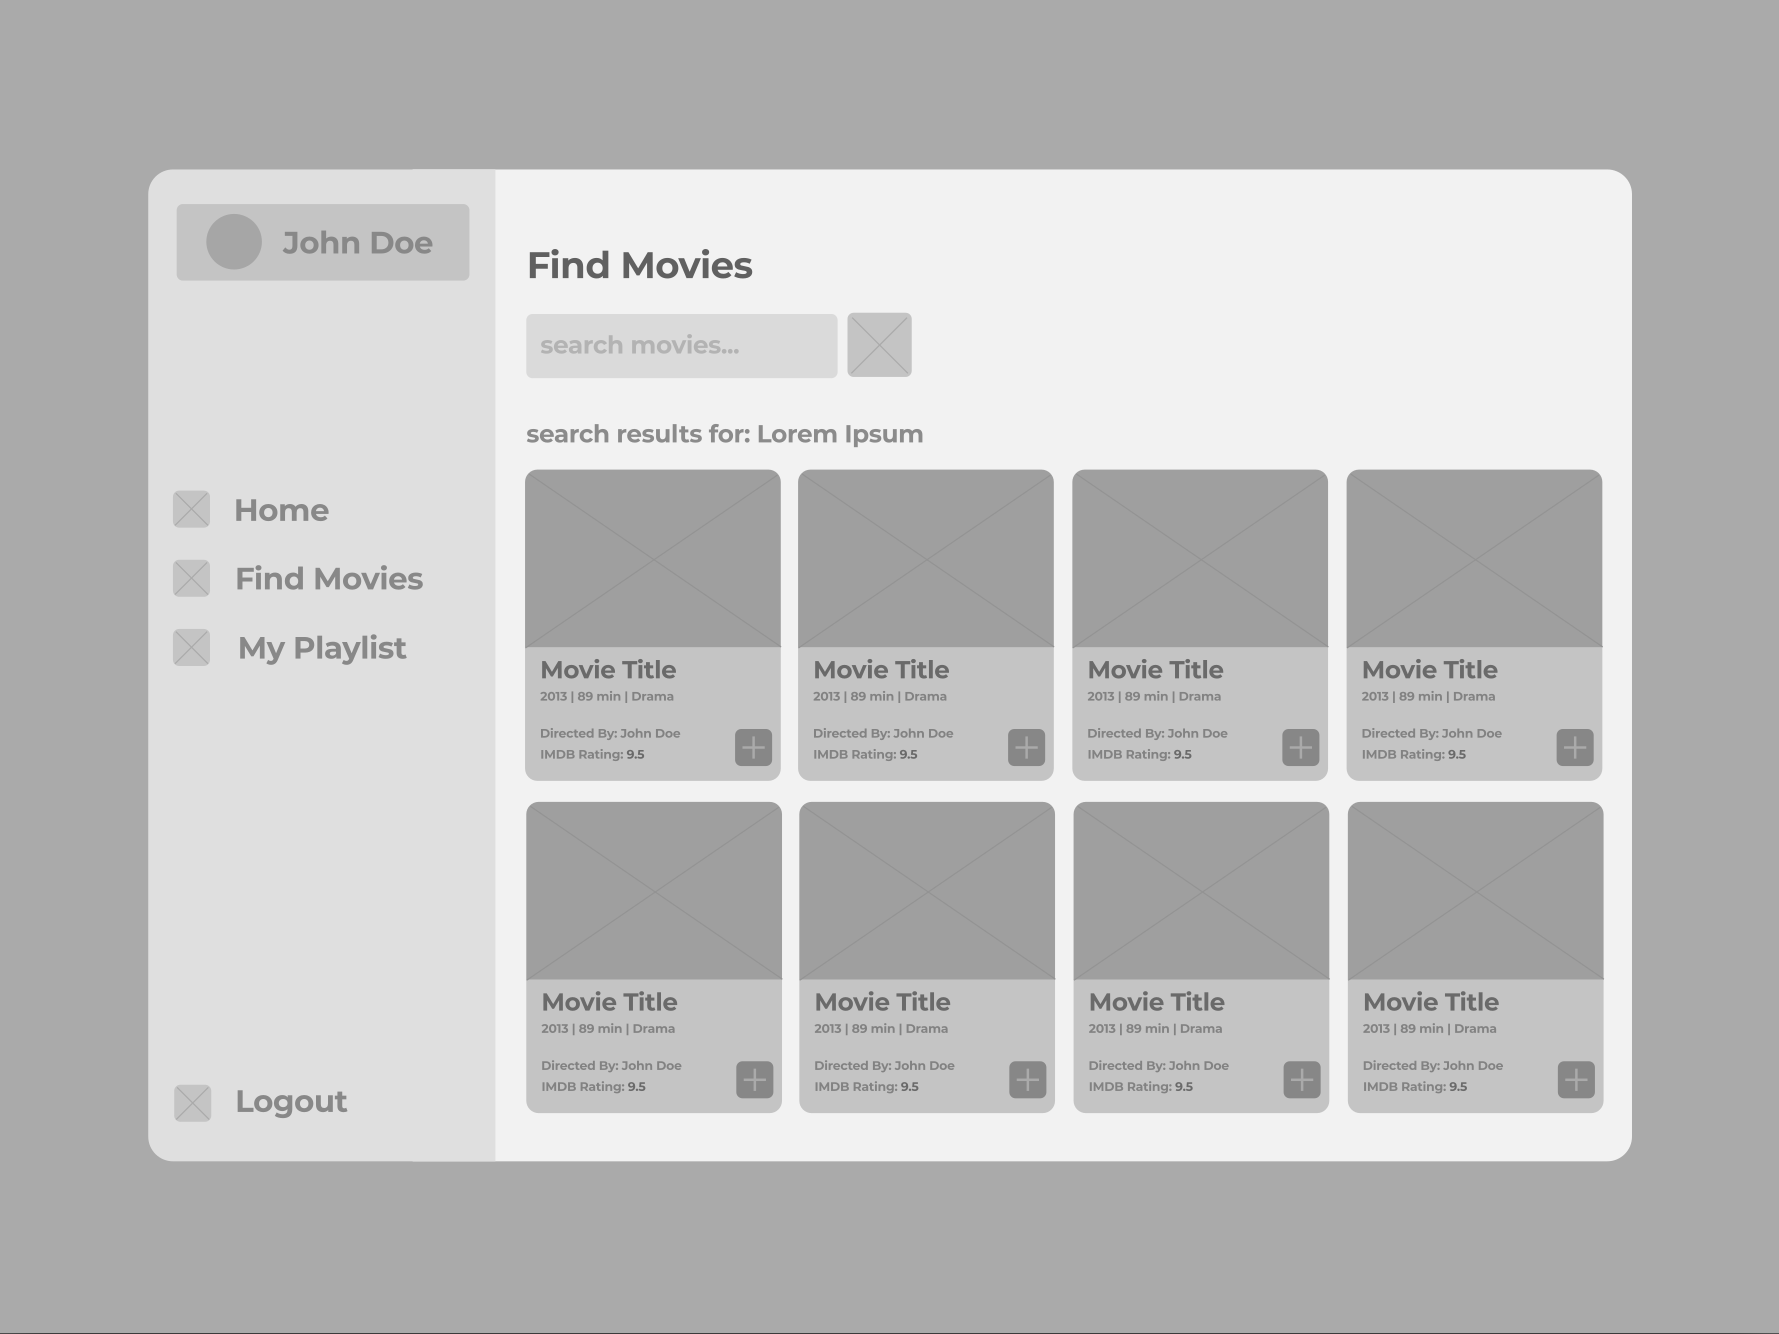 John Doe
Home
Find Movies
My Playlist
Logout
Find Movies
search movies...
search results for: Lorem Ipsum
Movie Title
2013 | 89 min | Drama
Directed By: John Doe
IMDB Rating: 9.5
Movie Title
2013 | 89 min | Drama
Directed By: John Doe
IMDB Rating: 9.5
Movie Title
2013 | 89 min | Drama
Directed By: John Doe
IMDB Rating: 9.5
Movie Title
2013 | 89 min | Drama
Directed By: John Doe
IMDB Rating: 9.5
Movie Title
2013 | 89 min | Drama
Directed By: John Doe
IMDB Rating: 9.5
Movie Title
2013 | 89 min | Drama
Directed By: John Doe
IMDB Rating: 9.5
Movie Title
2013 | 89 min | Drama
Directed By: John Doe
IMDB Rating: 9.5
Movie Title
2013 | 89 min | Drama
Directed By: John Doe
IMDB Rating: 9.5